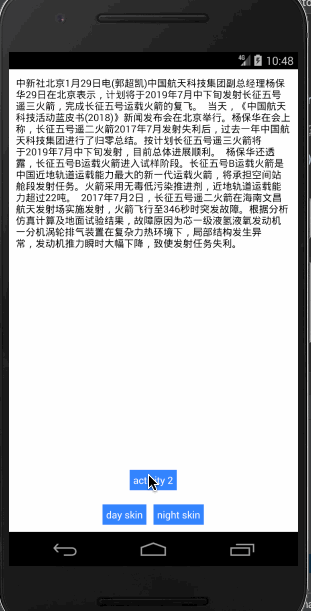 4G 10:48
中新社北京1月29日电(郭超凯)中国航天科技集团副总经理杨保
华29日在北京表示，计划将于2019年7月中下旬发射长征五号
遥三火箭，完成长征五号运载火箭的复飞。 当天，《中国航天
科技活动蓝皮书(2018)》新闻发布会在北京举行。杨保华在会上
称，长征五号遥二火箭2017年7月发射失利后，过去一年中国航
天科技集团进行了归零总结。按计划长征五号遥三火箭将
于2019年7月中下旬发射，目前总体进展顺利。 杨保华还透
露，长征五号B运载火箭进入试样阶段。长征五号B运载火箭是
中国近地轨道运载能力最大的新一代运载火箭，将承担空间站
舱段发射任务。火箭采用无毒低污染推进剂，近地轨道运载能
力超过22吨。 2017年7月2日，长征五号遥二火箭在海南文昌
航天发射场实施发射，火箭飞行至346秒时突发故障。根据分析
仿真计算及地面试验结果，故障原因为芯一级液氢液氧发动机
一分机涡轮排气装置在复杂力热环境下，局部结构发生异
常，发动机推力瞬时大幅下降，致使发射任务失利。
activity 2
day skin night skin